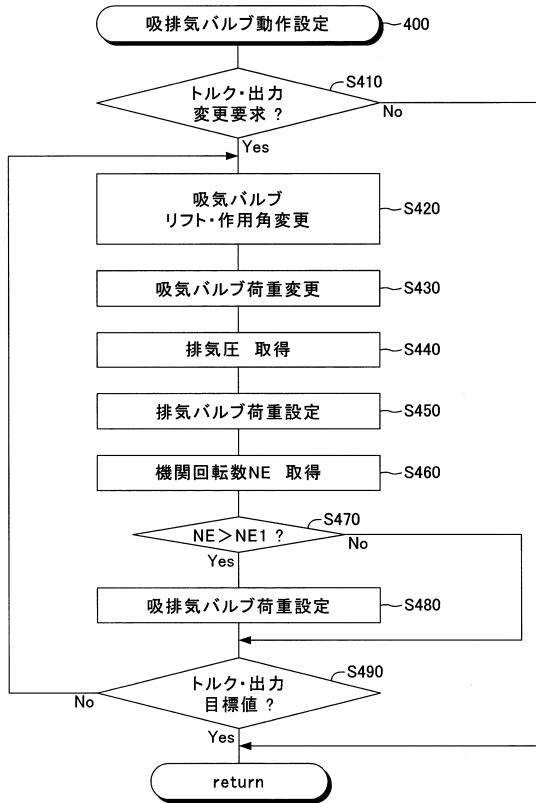 吸排気バルブ動作設定
400
トルク・出力
変更要求？
S410
No
Yes
吸気バルブ
リフト・作用角変更
S420
吸気バルブ荷重変更
S430
排気圧 取得
S440
排気バルブ荷重設定
S450
機関回転数NE 取得
S460
NE＞NE1？
S470
No
Yes
吸排気バルブ荷重設定
S480
トルク・出力
目標値？
S490
No
Yes
return